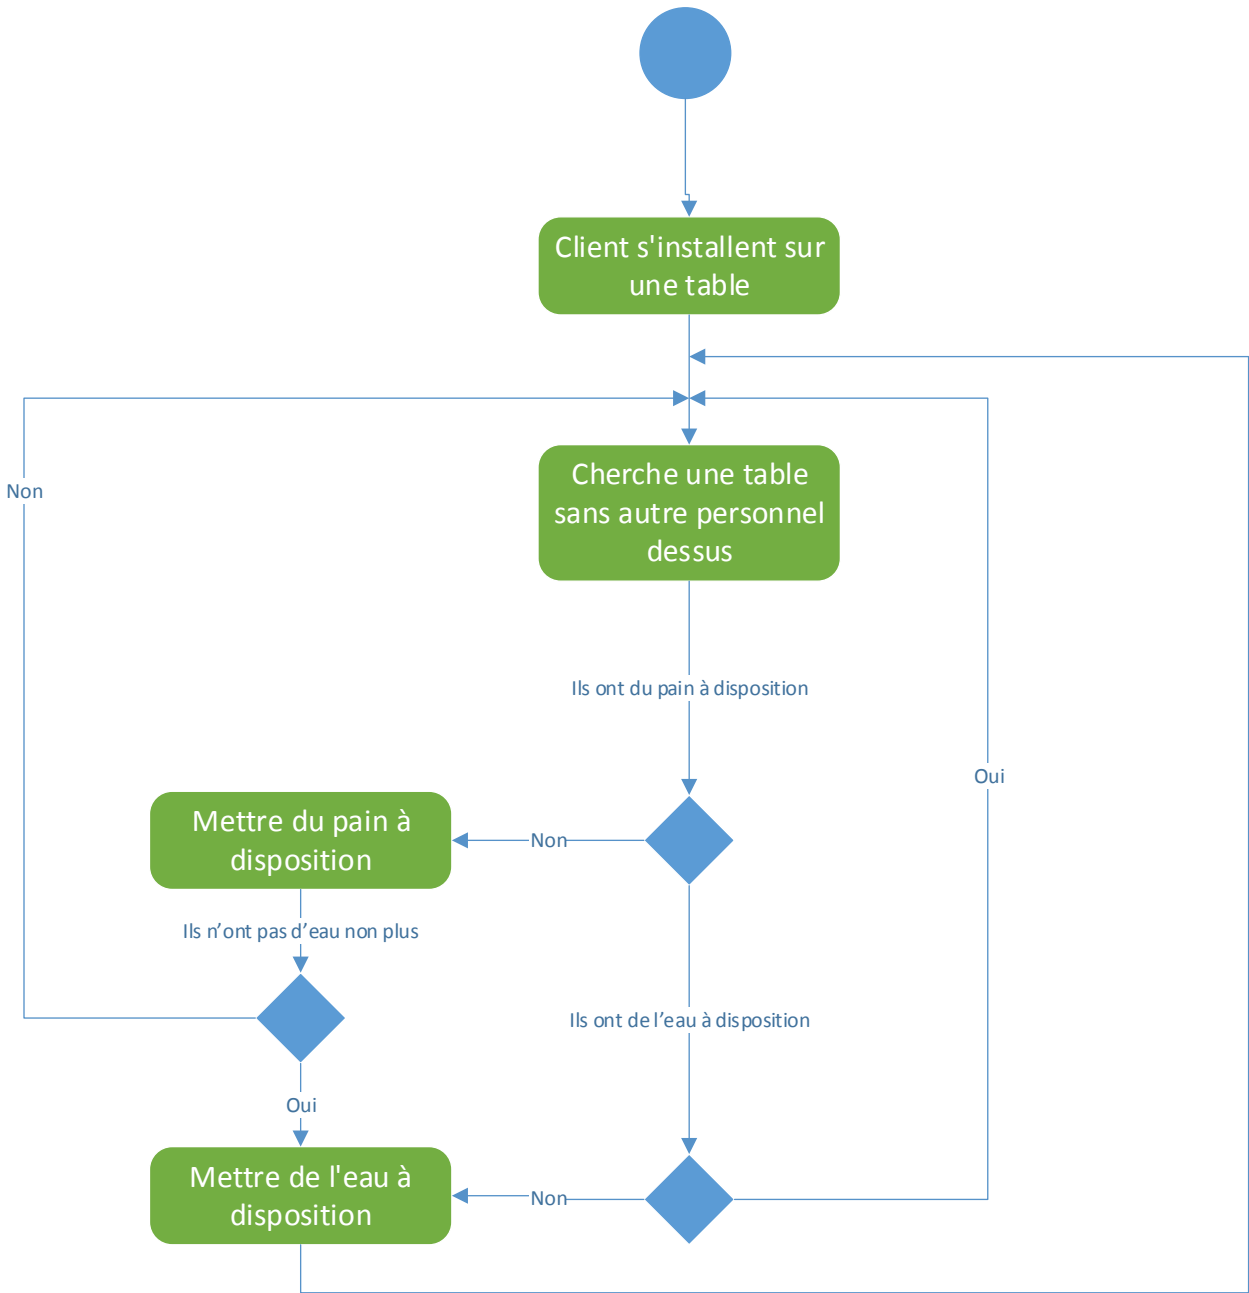 Client s'installent sur
une table
Non
Cherche une table
sans autre personnel
dessus
Ils ont du pain à disposition
Oui
Mettre du pain à
disposition
Non
Ils n’ont pas d’eau non plus
Ils ont de l’eau à disposition
Oui
Mettre de l'eau à
disposition
Non